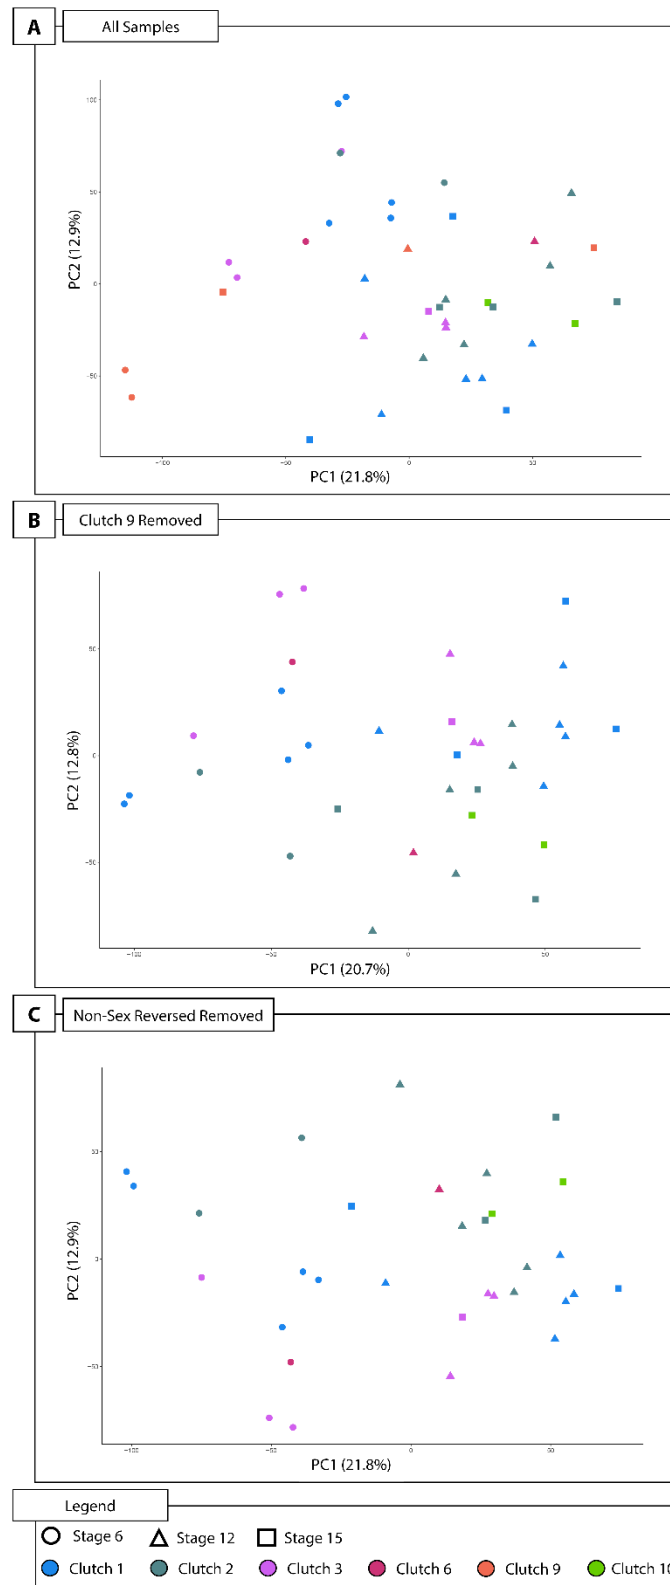 A All Samples
100
50
0
-50
-100 -50 0 50
PC2 (12.9%)
PC1 (21.8%)
B Clutch 9 Removed
50
0
-50
-100 -50 0 50
PC2 (12.8%)
PC1 (20.7%)
C Non-Sex Reversed Removed
50
0
-50
-100 -50 0 50
PC2 (12.9%)
PC1 (21.8%)
Legend
Stage 6 Stage 12 Stage 15
Clutch 1 Clutch 2 Clutch 3 Clutch 6 Clutch 9 Clutch 10